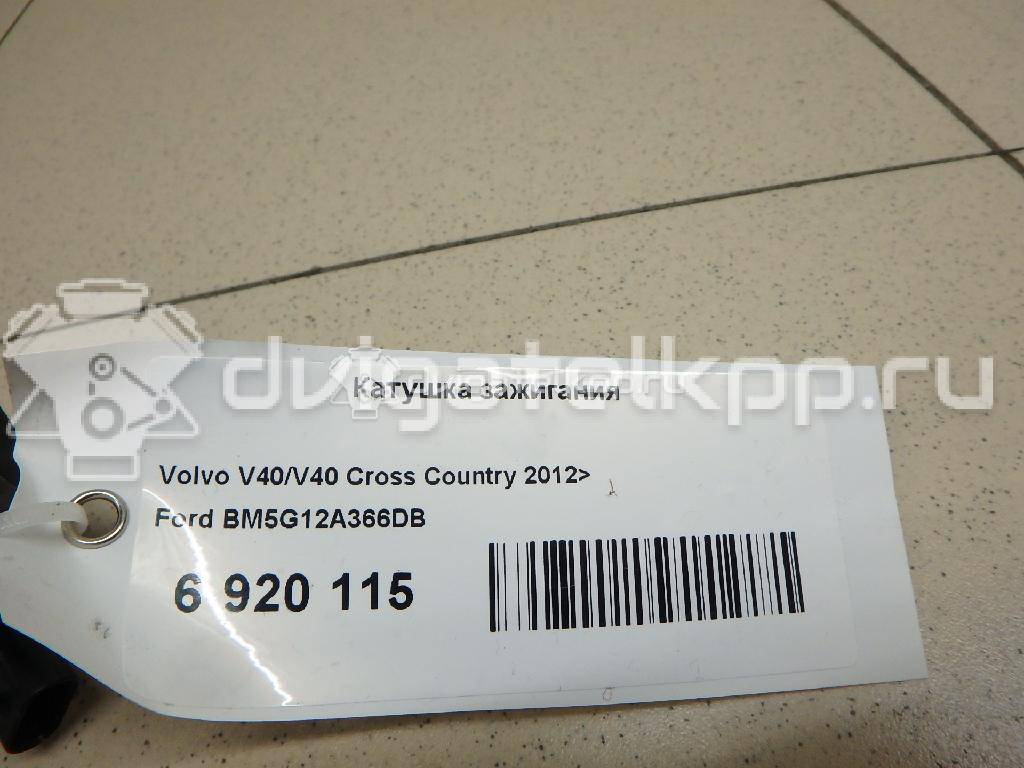 dvigatelkpp.ru
Катушка зажигания
Volvo V40/V40 Cross Country 2012>
Ford BM5G12A366DB
6 920 115